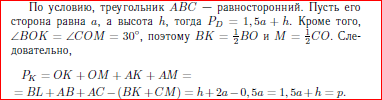 По условию, треугольник ABC — равносторонний. Пусть его
сторона равна a, а высота h, тогда P_D = 1,5a + h. Кроме того,
∠BOK = ∠COM = 30°, поэтому BK = ½BO и M = ½CO. Сле-
довательно,
P_K = OK + OM + AK + AM =
= BL + AB + AC − (BK + CM) = h + 2a − 0,5a = 1,5a + h = p.